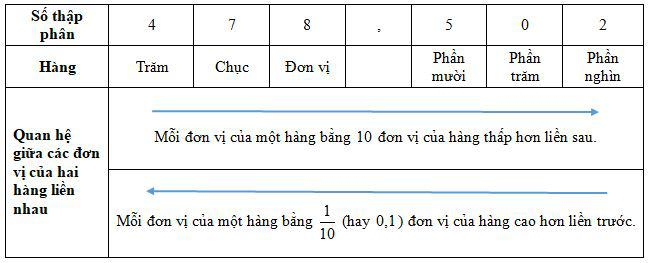 Số thập phân 4 7 8 , 5 0 2
Hàng Trăm Chục Đơn vị Phần mười Phần trăm Phần nghìn
Quan hệ giữa các đơn vị của hai hàng liền nhau
Mỗi đơn vị của một hàng bằng 10 đơn vị của hàng thấp hơn liền sau.
Mỗi đơn vị của một hàng bằng 1/10 (hay 0,1) đơn vị của hàng cao hơn liền trước.